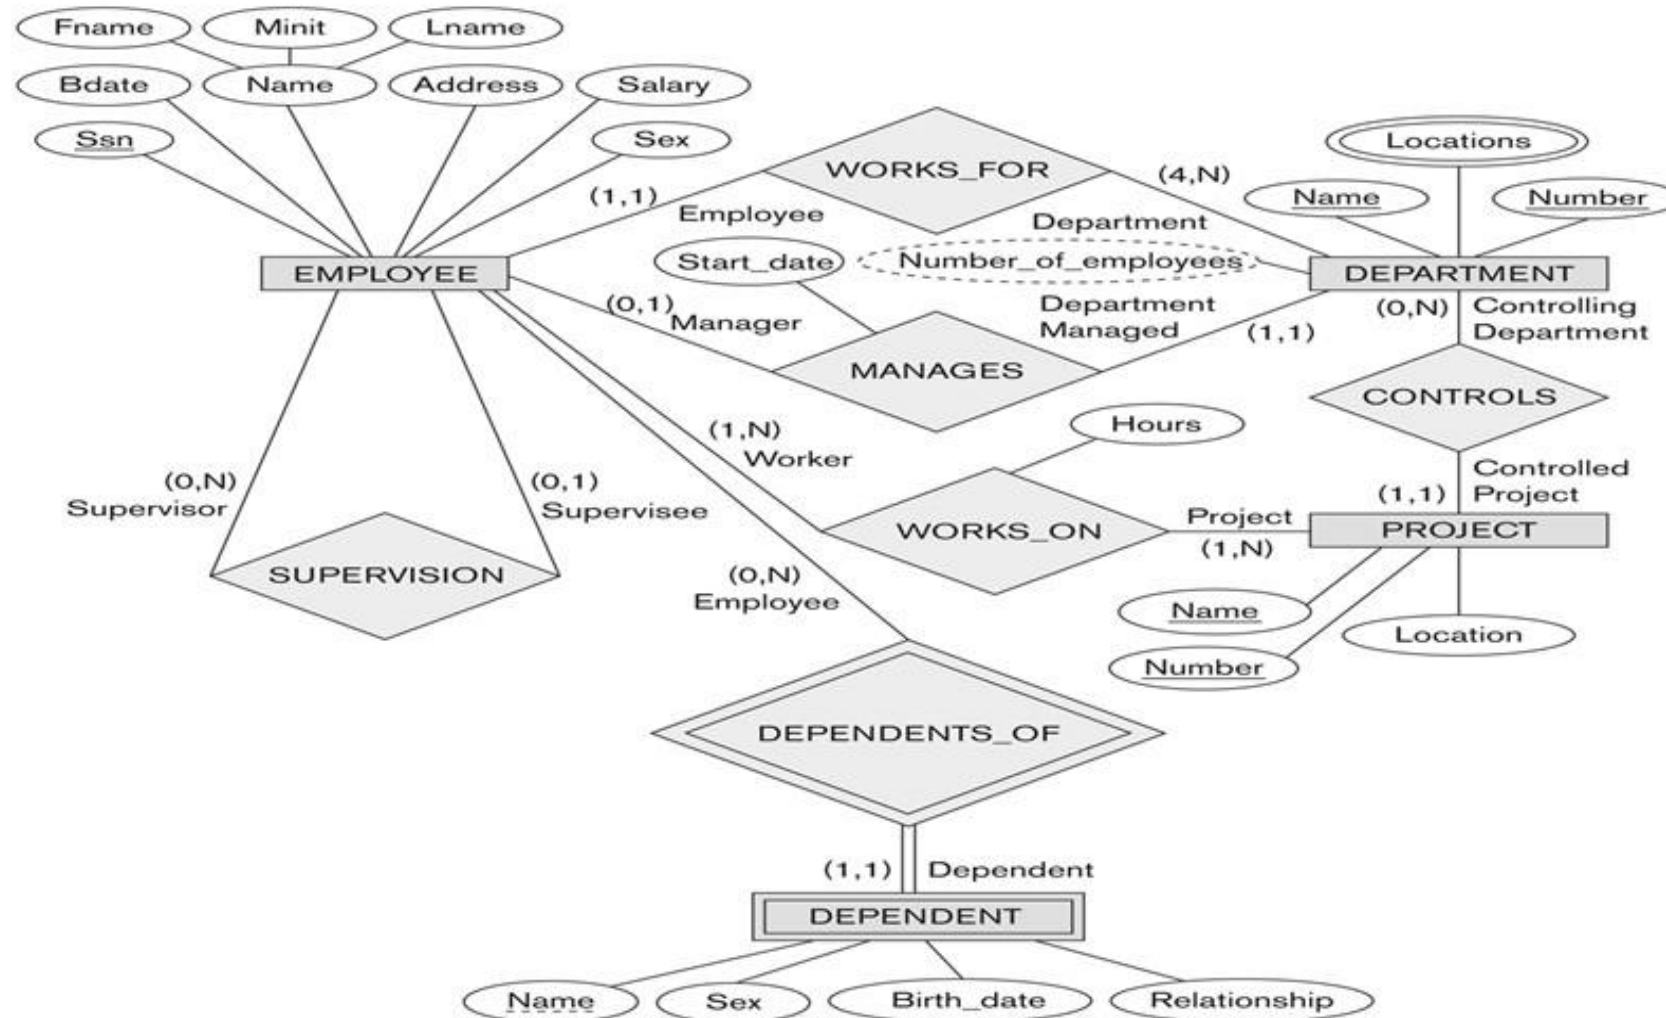 Fname
Minit
Lname
Bdate
Name
Address
Salary
Ssn
Sex
WORKS_FOR
Locations
Name
Number
(1,1)
Employee
(4,N)
Department
EMPLOYEE
Start_date
Number_of_employees
DEPARTMENT
(0,1)
Manager
Department
Managed
(1,1)
(0,N)
Controlling
Department
MANAGES
CONTROLS
Hours
(1,N)
Worker
(0,N)
Supervisor
(0,1)
Supervisee
Controlled
Project
(1,1)
WORKS_ON
Project
(1,N)
PROJECT
SUPERVISION
(0,N)
Employee
Name
Number
Location
DEPENDENTS_OF
(1,1)
Dependent
DEPENDENT
Name
Sex
Birth_date
Relationship